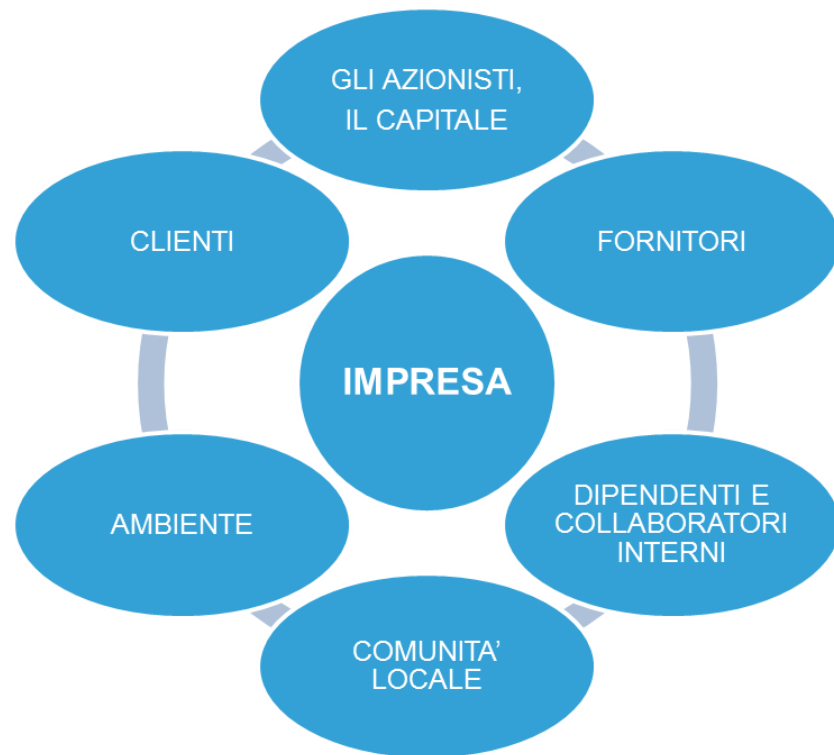 GLI AZIONISTI,
IL CAPITALE
CLIENTI
FORNITORI
IMPRESA
AMBIENTE
DIPENDENTI E
COLLABORATORI
INTERNI
COMUNITA’
LOCALE